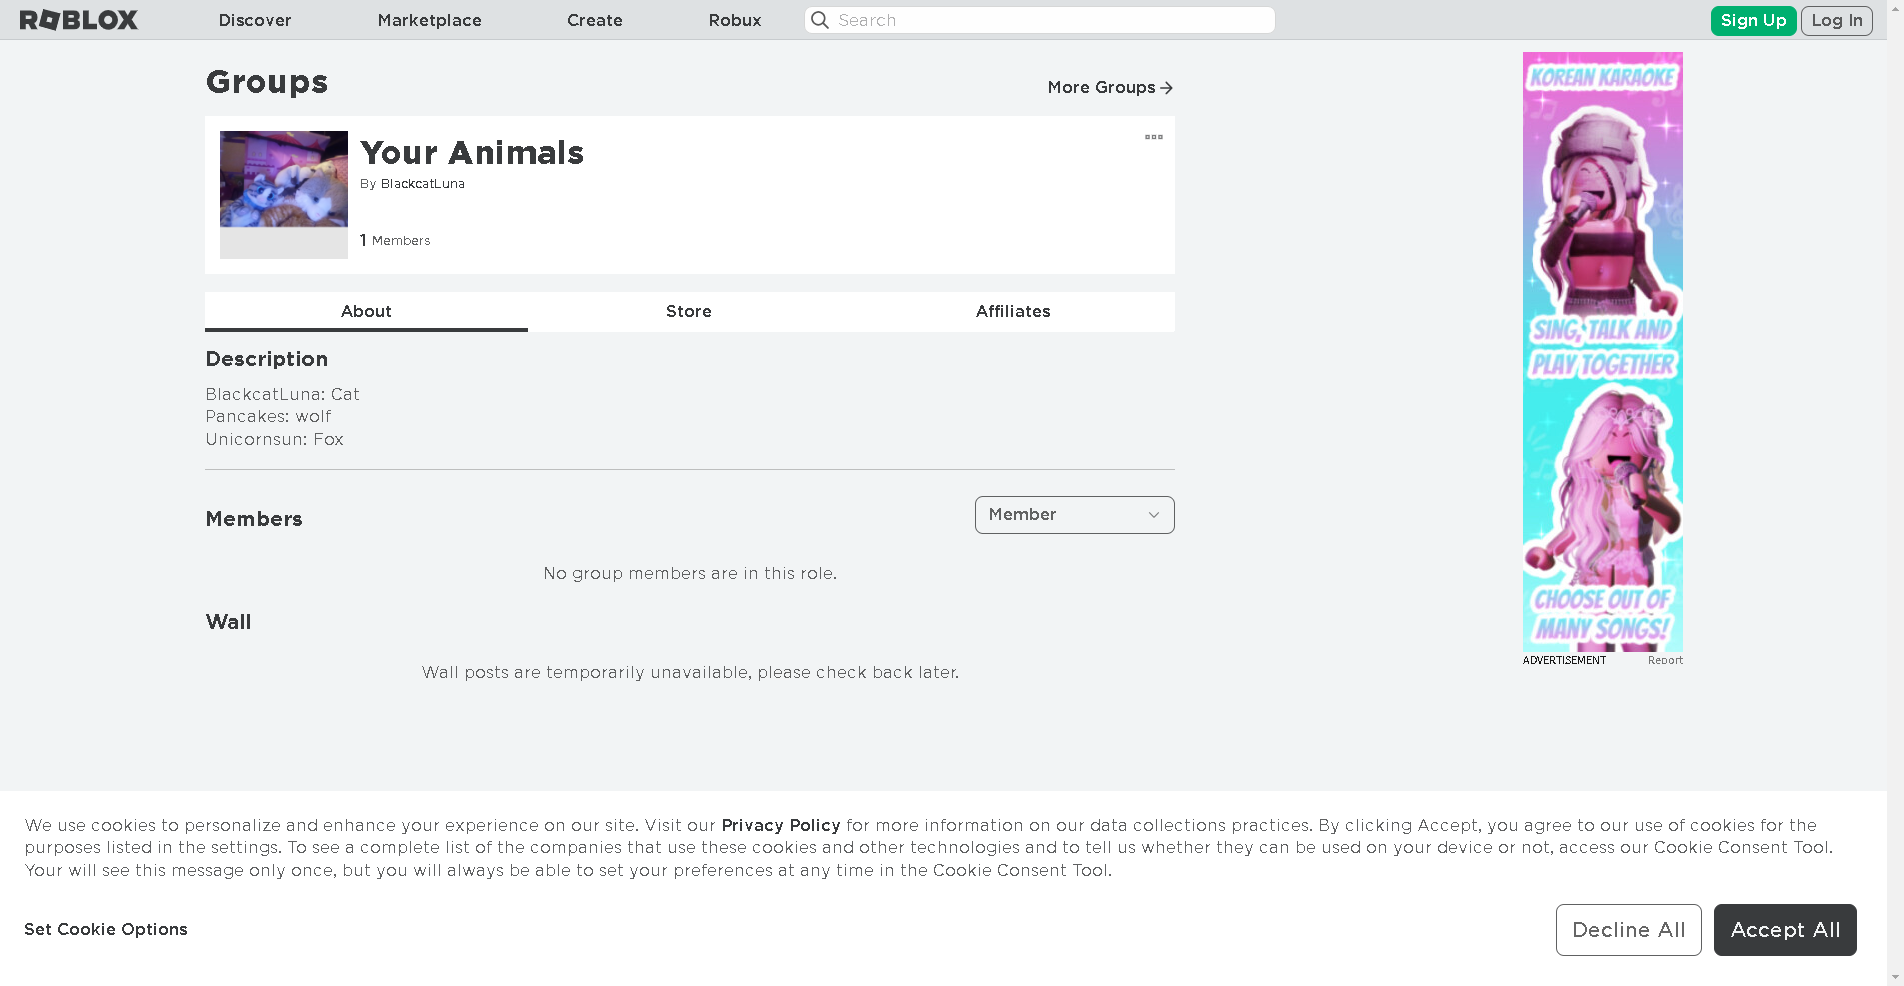 ROBLOX
Discover
Marketplace
Create
Robux
Search
Sign Up
Log In
Groups
More Groups
Your Animals
By BlackcatLuna
1 Members
About
Store
Affiliates
Description
BlackcatLuna: Cat
Pancakes: wolf
Unicornsun: Fox
Members
Member
No group members are in this role.
Wall
Wall posts are temporarily unavailable, please check back later.
KOREAN KARAOKE
SING, TALK AND
PLAY TOGETHER
CHOOSE OUT OF
MANY SONGS!
ADVERTISEMENT
Report
We use cookies to personalize and enhance your experience on our site. Visit our Privacy Policy for more information on our data collections practices. By clicking Accept, you agree to our use of cookies for the
purposes listed in the settings. To see a complete list of the companies that use these cookies and other technologies and to tell us whether they can be used on your device or not, access our Cookie Consent Tool.
Your will see this message only once, but you will always be able to set your preferences at any time in the Cookie Consent Tool.
Set Cookie Options
Decline All
Accept All